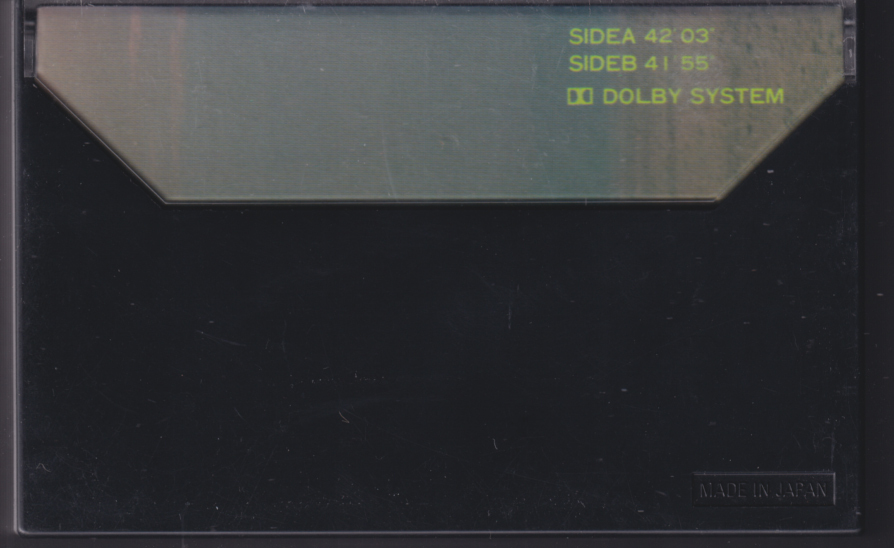 SIDEA 42'03"
SIDEB 41'55"
DOLBY SYSTEM
MADE IN JAPAN